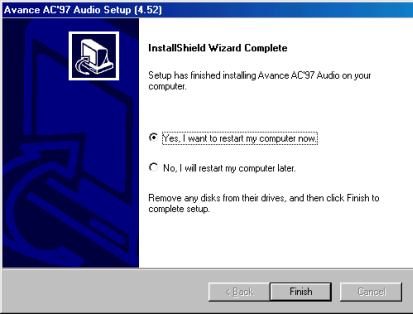 Avance AC'97 Audio Setup (4.52)
InstallShield Wizard Complete
Setup has finished installing Avance AC'97 Audio on your
computer.
Yes, I want to restart my computer now.
No, I will restart my computer later.
Remove any disks from their drives, and then click Finish to
complete setup.
< Back
Finish
Cancel